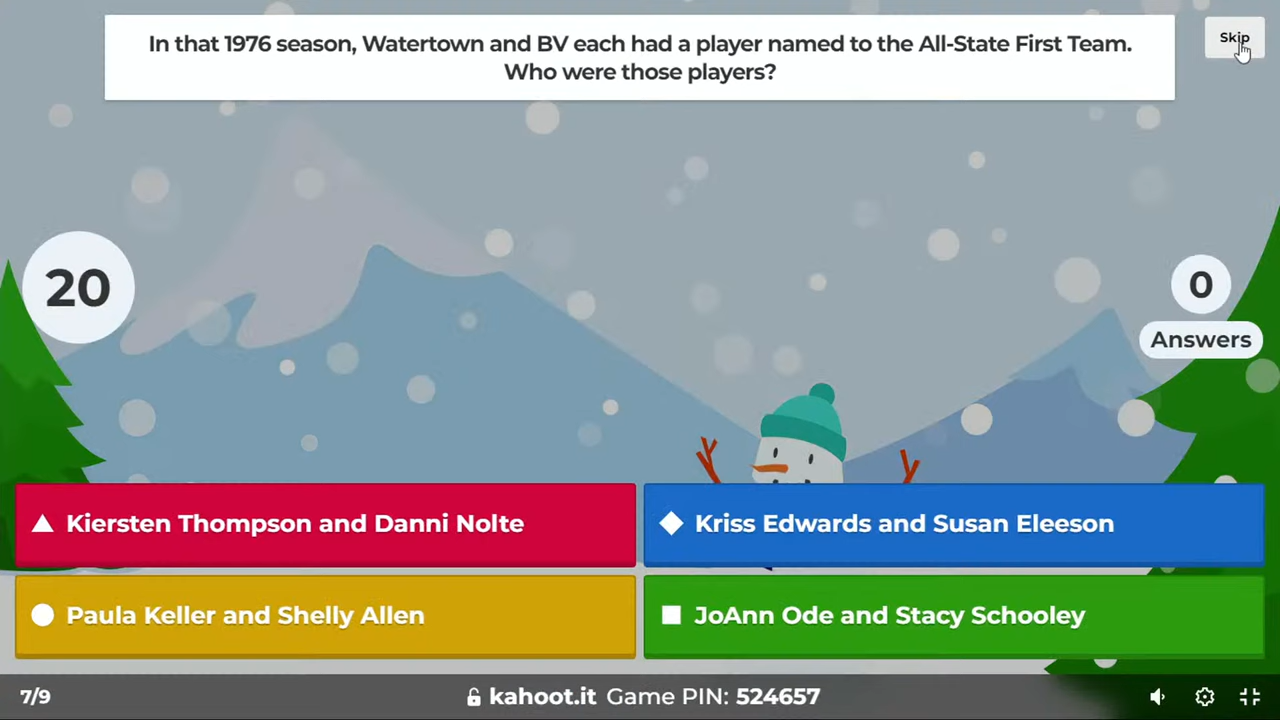 In that 1976 season, Watertown and BV each had a player named to the All-State First Team.
Who were those players?
Skip
20
0
Answers
Kiersten Thompson and Danni Nolte
Kriss Edwards and Susan Eleeson
Paula Keller and Shelly Allen
JoAnn Ode and Stacy Schooley
7/9
kahoot.it Game PIN: 524657